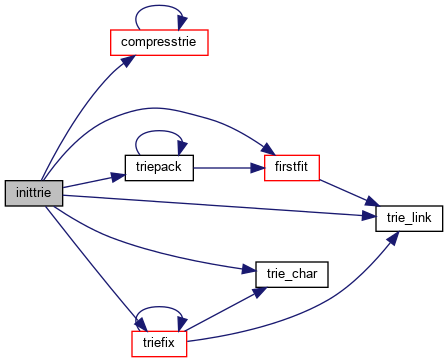 compresstrie
triepack
firstfit
inittrie
trie_link
trie_char
triefix